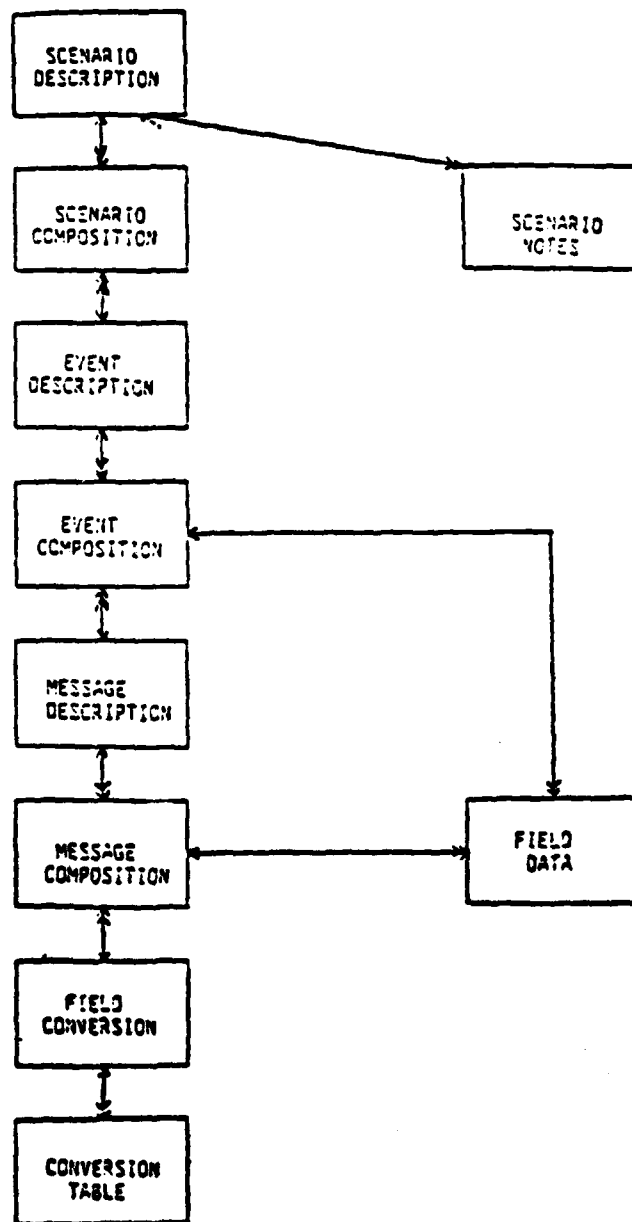 SCENARIO
DESCRIPTION
SCENARIO
COMPOSITION
SCENARIO
NOTES
EVENT
DESCRIPTION
EVENT
COMPOSITION
MESSAGE
DESCRIPTION
MESSAGE
COMPOSITION
FIELD
DATA
FIELD
CONVERSION
CONVERSION
TABLE